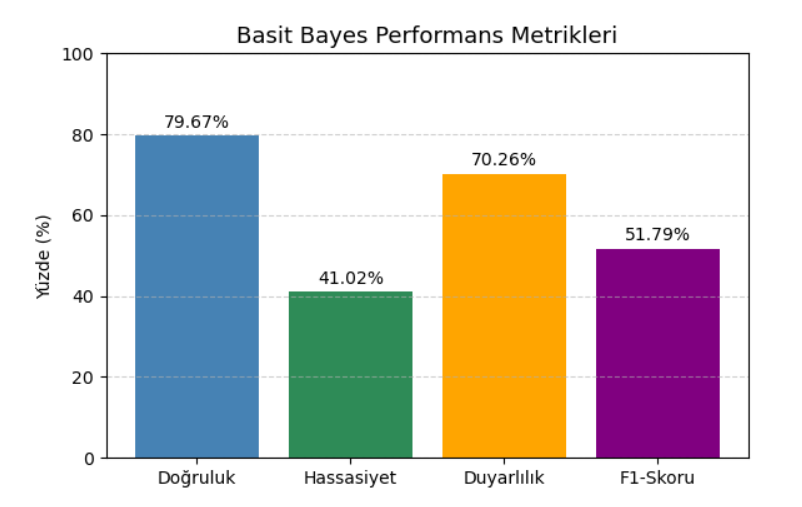 Basit Bayes Performans Metrikleri
Yüzde (%)
100
80
60
40
20
0
79.67%
41.02%
70.26%
51.79%
Doğruluk
Hassasiyet
Duyarlılık
F1-Skoru